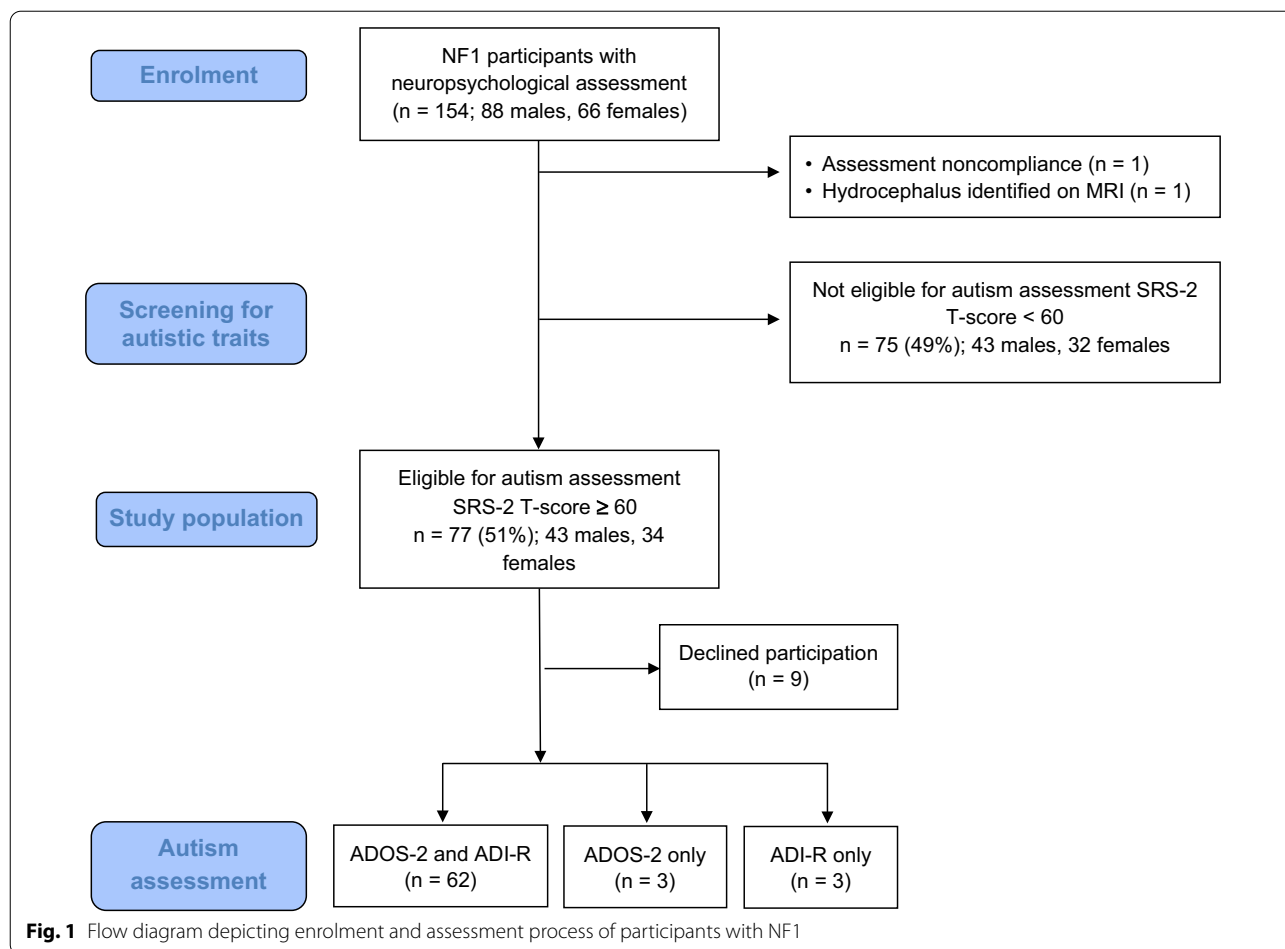 Enrolment
NF1 participants with
neuropsychological assessment
(n = 154; 88 males, 66 females)
• Assessment noncompliance (n = 1)
• Hydrocephalus identified on MRI (n = 1)
Screening for
autistic traits
Not eligible for autism assessment SRS-2
T-score < 60
n = 75 (49%); 43 males, 32 females
Study population
Eligible for autism assessment
SRS-2 T-score ≥ 60
n = 77 (51%); 43 males, 34
females
Declined participation
(n = 9)
Autism
assessment
ADOS-2 and ADI-R
(n = 62)
ADOS-2 only
(n = 3)
ADI-R only
(n = 3)
Fig. 1 Flow diagram depicting enrolment and assessment process of participants with NF1